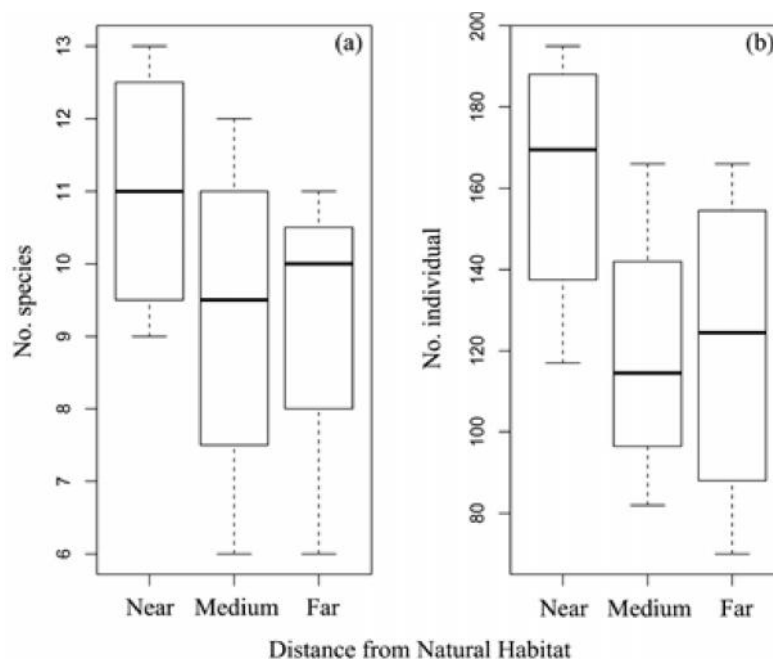 (a)
No. species
13
12
11
10
9
8
7
6
Near Medium Far
(b)
No. individual
200
180
160
140
120
100
80
Near Medium Far
Distance from Natural Habitat